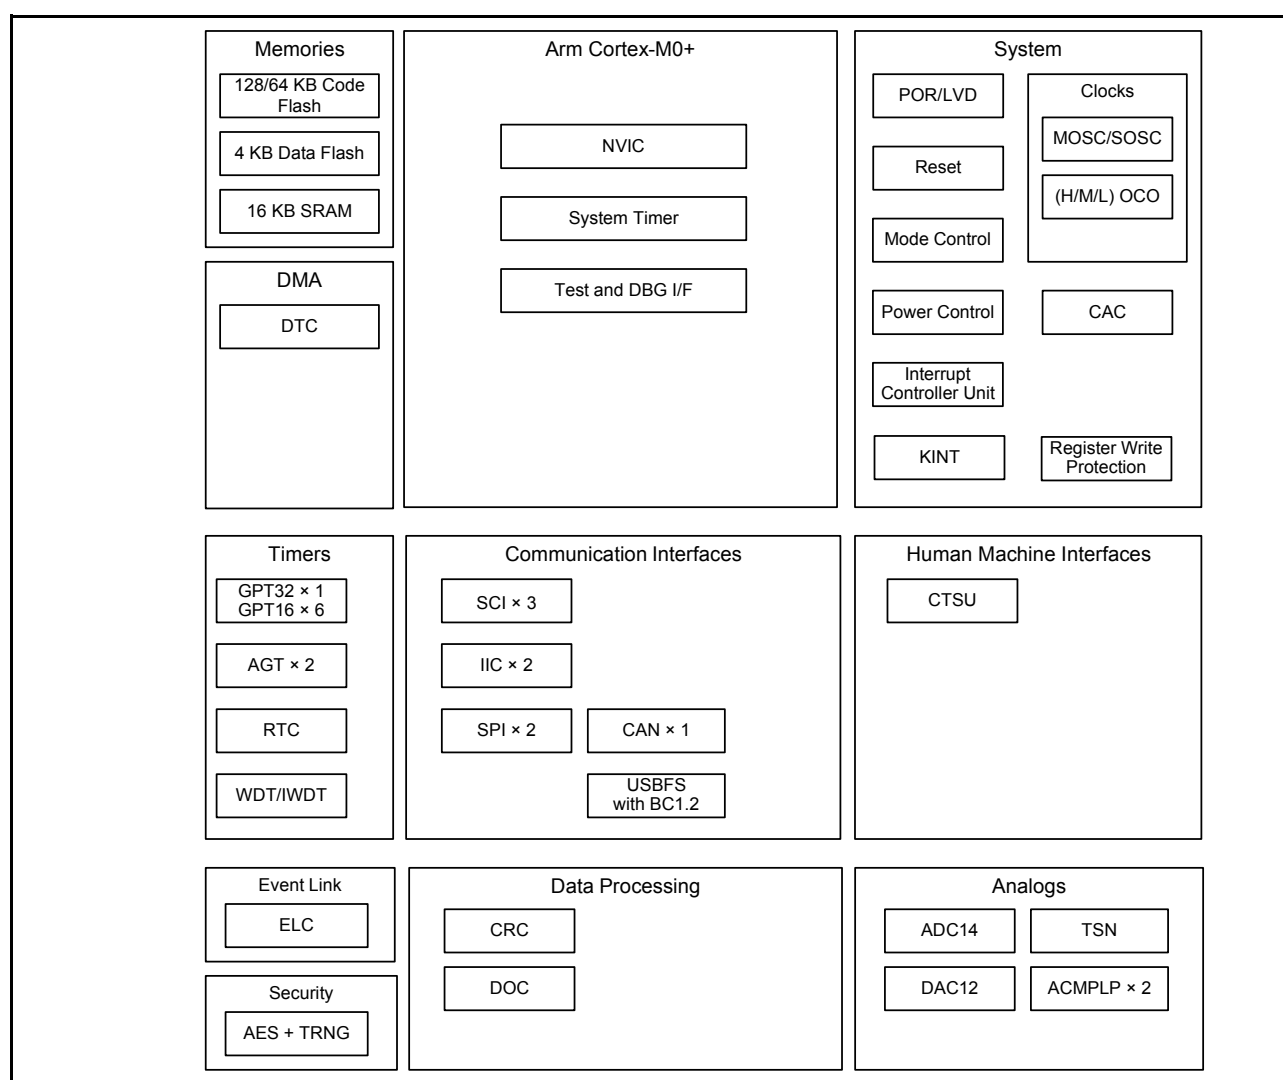 Memories
128/64 KB Code
Flash
4 KB Data Flash
16 KB SRAM
DMA
DTC
Arm Cortex-M0+
NVIC
System Timer
Test and DBG I/F
System
POR/LVD
Reset
Mode Control
Power Control
Interrupt
Controller Unit
KINT
Clocks
MOSC/SOSC
(H/M/L) OCO
CAC
Register Write
Protection
Timers
GPT32 × 1
GPT16 × 6
AGT × 2
RTC
WDT/IWDT
Communication Interfaces
SCI × 3
IIC × 2
SPI × 2
CAN × 1
USBFS
with BC1.2
Human Machine Interfaces
CTSU
Event Link
ELC
Security
AES + TRNG
Data Processing
CRC
DOC
Analogs
ADC14
TSN
DAC12
ACMPLP × 2